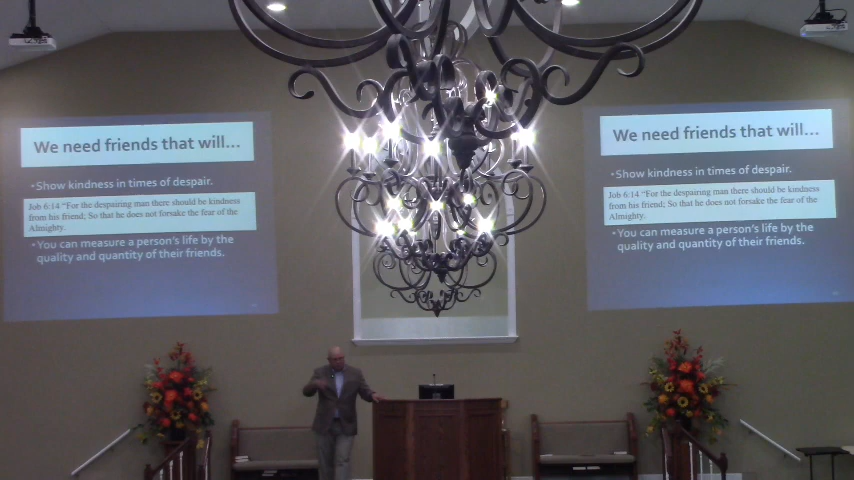 We need friends that will...
•Show kindness in times of despair.
Job 6:14 “For the despairing man there should be kindness
from his friend; So that he does not forsake the fear of the
Almighty.
•You can measure a person's life by the
quality and quantity of their friends.
We need friends that will...
•Show kindness in times of despair.
Job 6:14 “For the despairing man there should be kindness
from his friend; So that he does not forsake the fear of the
Almighty.
•You can measure a person's life by the
quality and quantity of their friends.